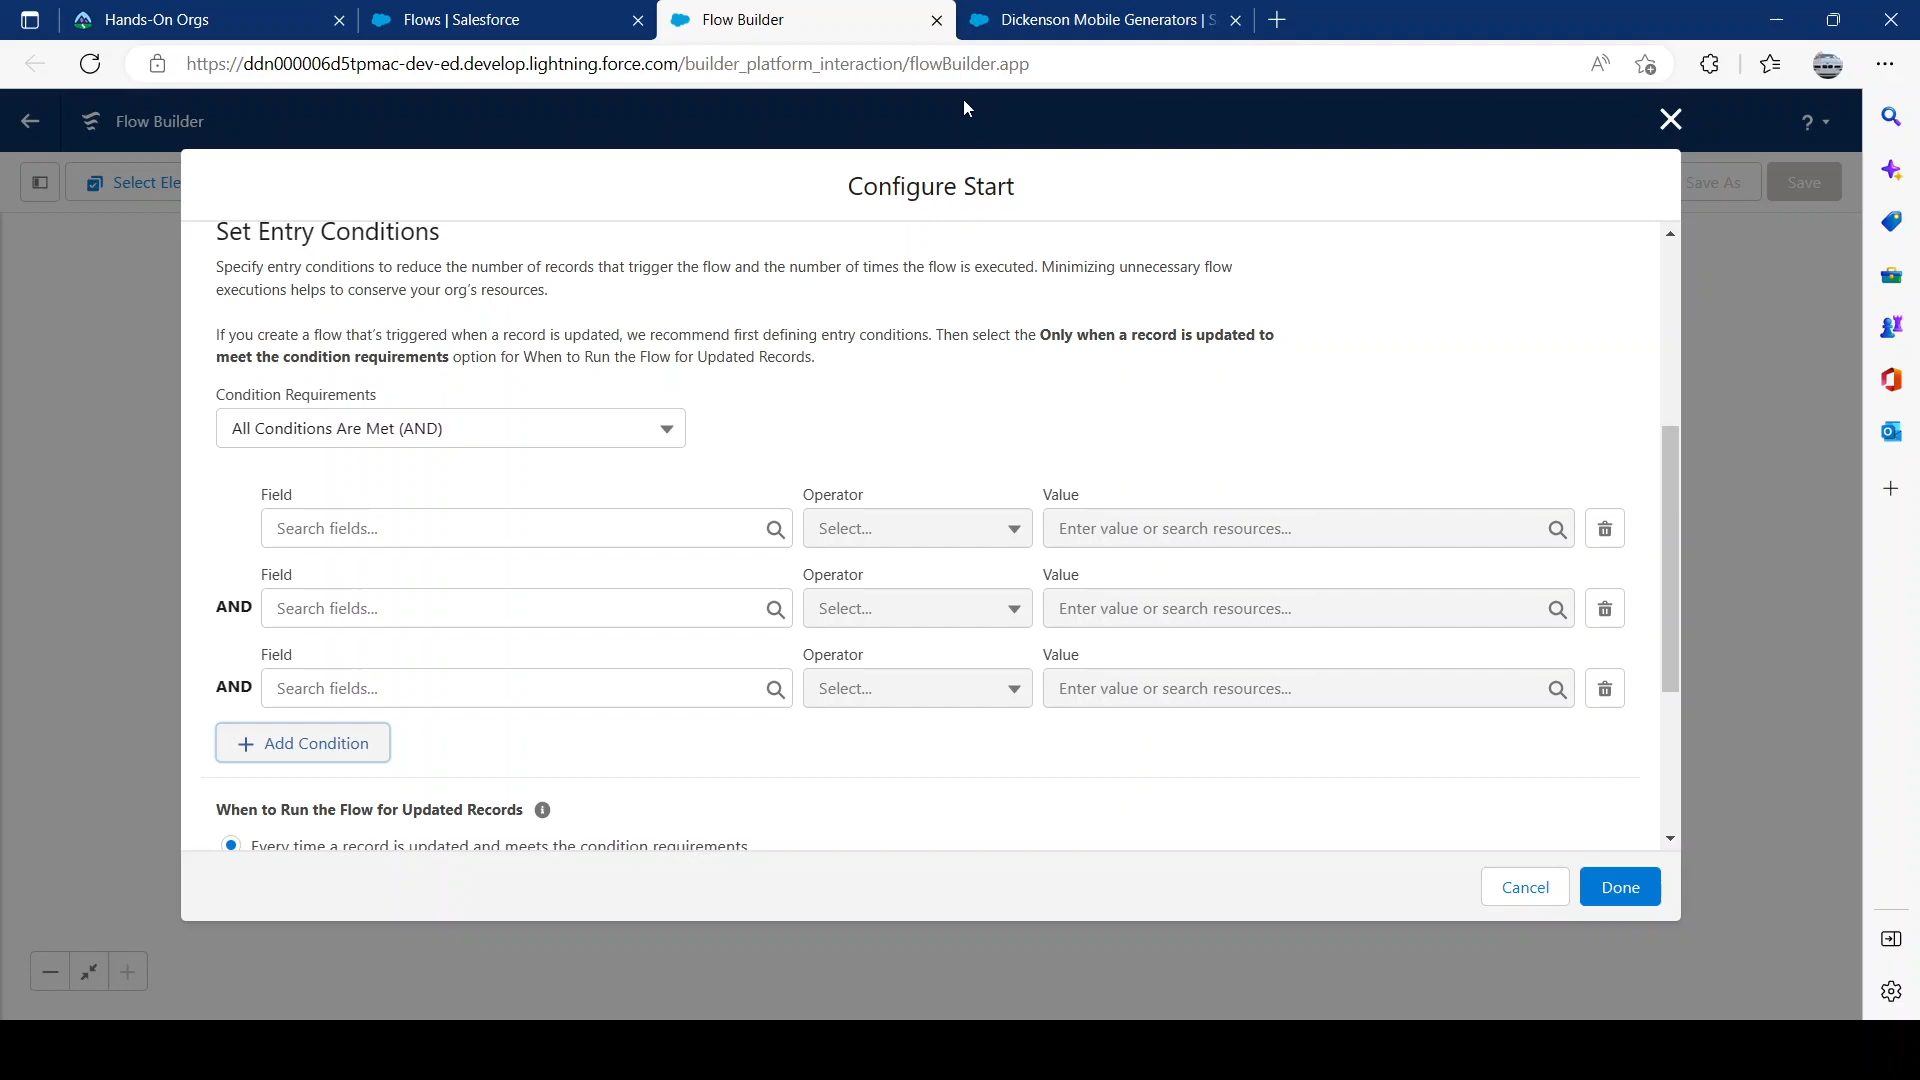 Hands-On Orgs
Flows | Salesforce
Flow Builder
Dickenson Mobile Generators | S
https://ddn000006d5tpmac-dev-ed.develop.lightning.force.com/builder_platform_interaction/flowBuilder.app
Flow Builder
?
Select Ele
Configure Start
Save As
Save
Set Entry Conditions
Specify entry conditions to reduce the number of records that trigger the flow and the number of times the flow is executed. Minimizing unnecessary flow
executions helps to conserve your org's resources.
If you create a flow that's triggered when a record is updated, we recommend first defining entry conditions. Then select the Only when a record is updated to
meet the condition requirements option for When to Run the Flow for Updated Records.
Condition Requirements
All Conditions Are Met (AND)
Field Operator Value
Search fields... Select... Enter value or search resources...
Field Operator Value
AND Search fields... Select... Enter value or search resources...
Field Operator Value
AND Search fields... Select... Enter value or search resources...
+ Add Condition
When to Run the Flow for Updated Records
Every time a record is updated and meets the condition requirements
Cancel
Done